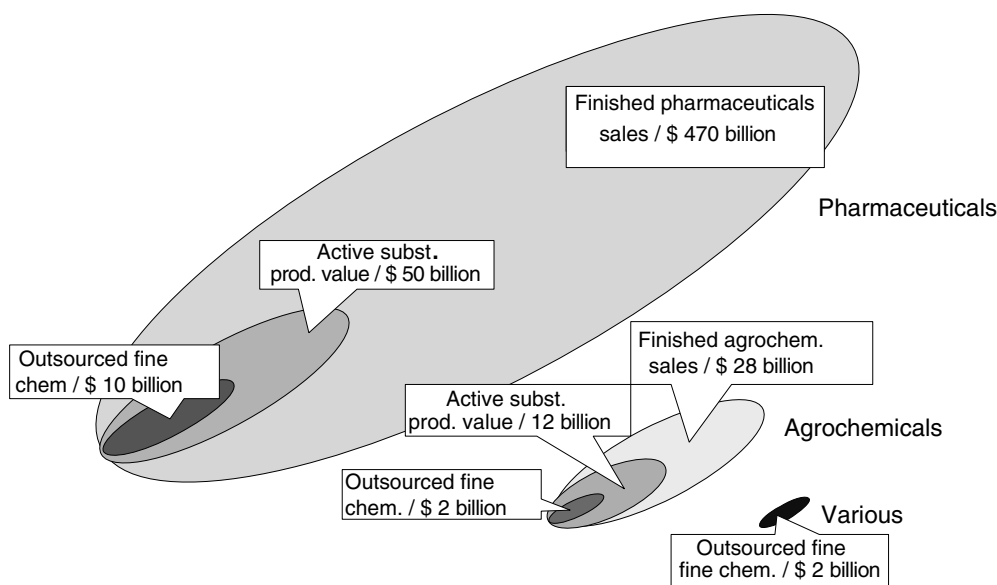 Finished pharmaceuticals
sales / $ 470 billion
Pharmaceuticals
Active subst.
prod. value / $ 50 billion
Outsourced fine
chem / $ 10 billion
Finished agrochem.
sales / $ 28 billion
Active subst.
prod. value / 12 billion
Agrochemicals
Outsourced fine
chem. / $ 2 billion
Various
Outsourced fine
fine chem. / $ 2 billion